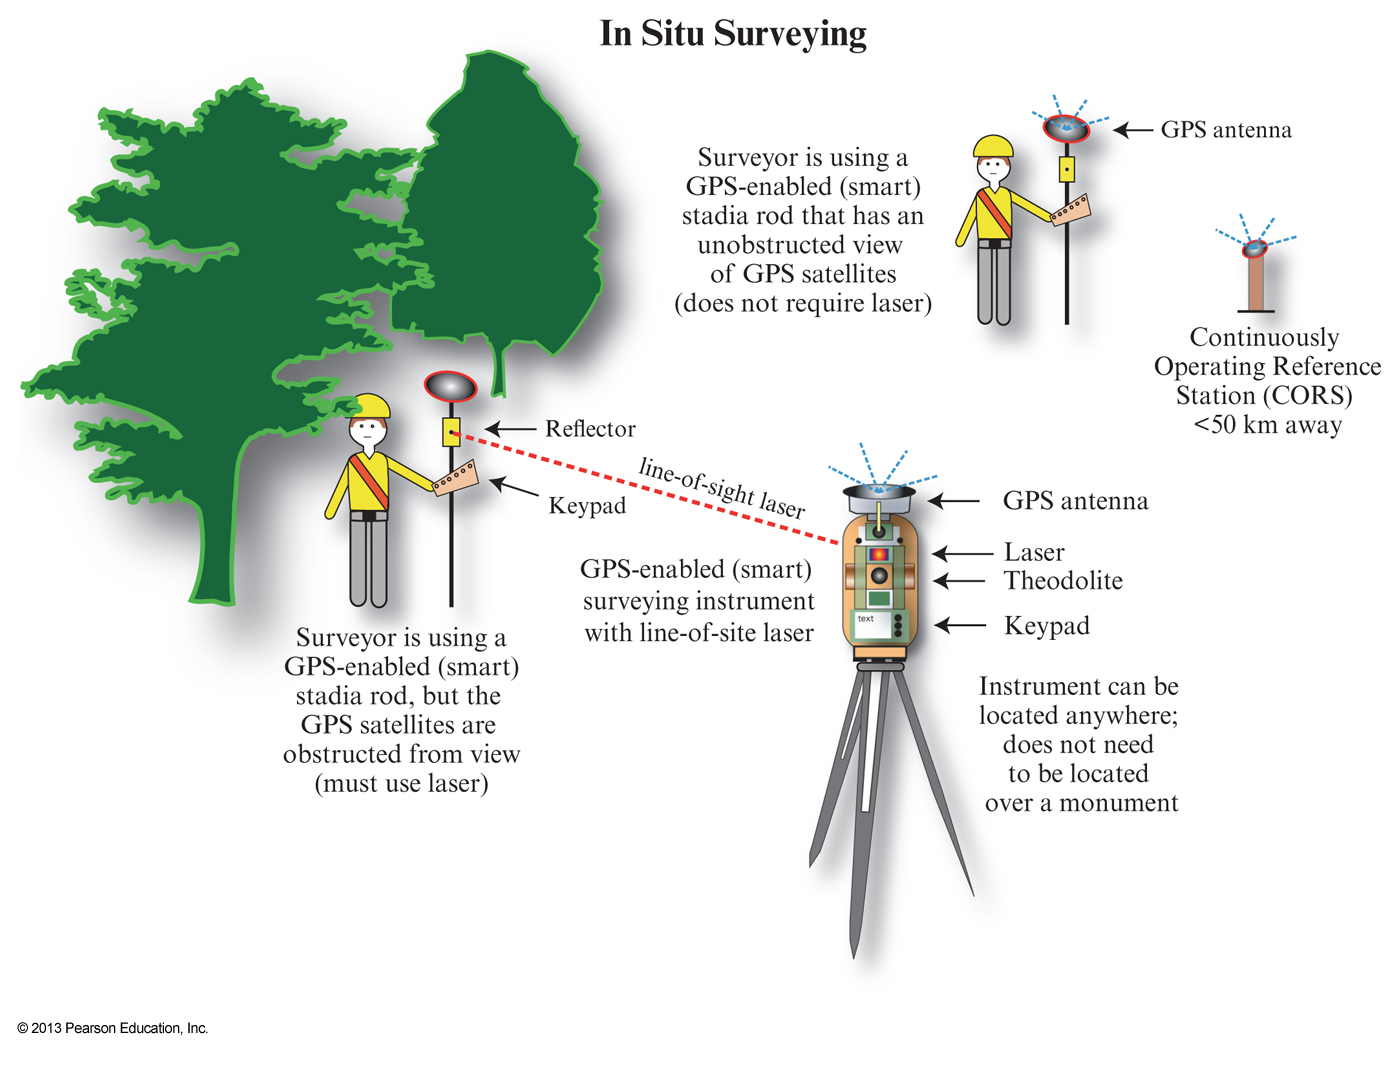 In Situ Surveying
GPS antenna
Surveyor is using a
GPS-enabled (smart)
stadia rod that has an
unobstructed view
of GPS satellites
(does not require laser)
Continuously
Operating Reference
Station (CORS)
<50 km away
Reflector
Keypad
line-of-sight laser
GPS antenna
Laser
Theodolite
Keypad
text
GPS-enabled (smart)
surveying instrument
with line-of-site laser
Surveyor is using a
GPS-enabled (smart)
stadia rod, but the
GPS satellites are
obstructed from view
(must use laser)
Instrument can be
located anywhere;
does not need
to be located
over a monument
© 2013 Pearson Education, Inc.